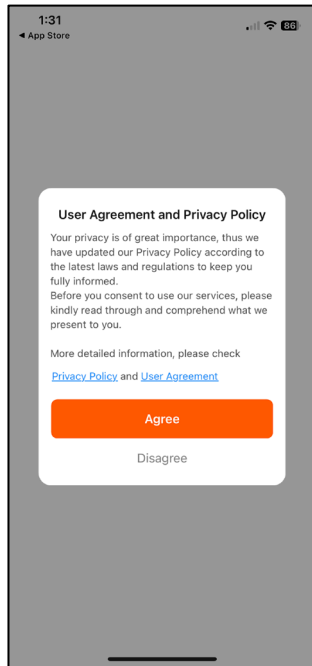 1:31
86
◀ App Store
User Agreement and Privacy Policy
Your privacy is of great importance, thus we
have updated our Privacy Policy according to
the latest laws and regulations to keep you
fully informed.
Before you consent to use our services, please
kindly read through and comprehend what we
present to you.
More detailed information, please check
Privacy Policy and User Agreement
Agree
Disagree